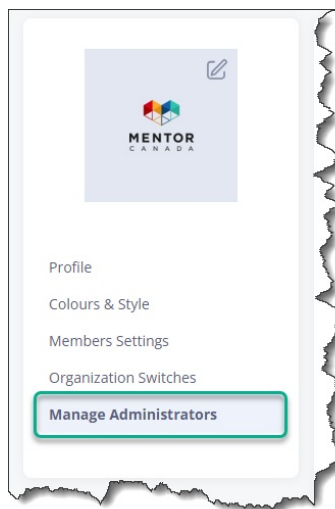 MENTOR
CANADA
Profile
Colours & Style
Members Settings
Organization Switches
Manage Administrators